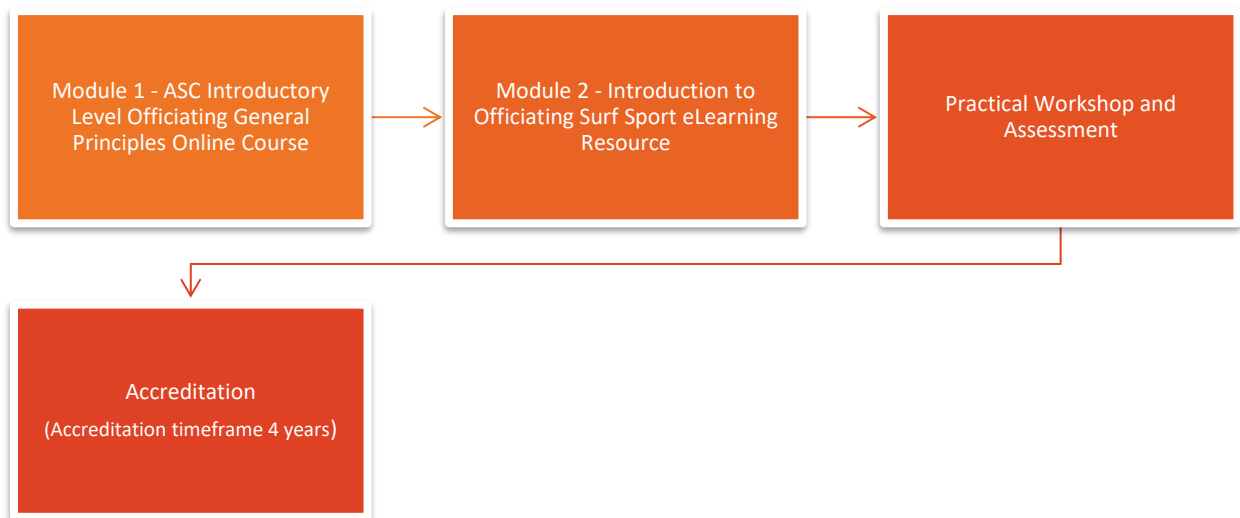 Module 1 - ASC Introductory
Level Officiating General
Principles Online Course
Module 2 - Introduction to
Officiating Surf Sport eLearning
Resource
Practical Workshop and
Assessment
Accreditation
(Accreditation timeframe 4 years)